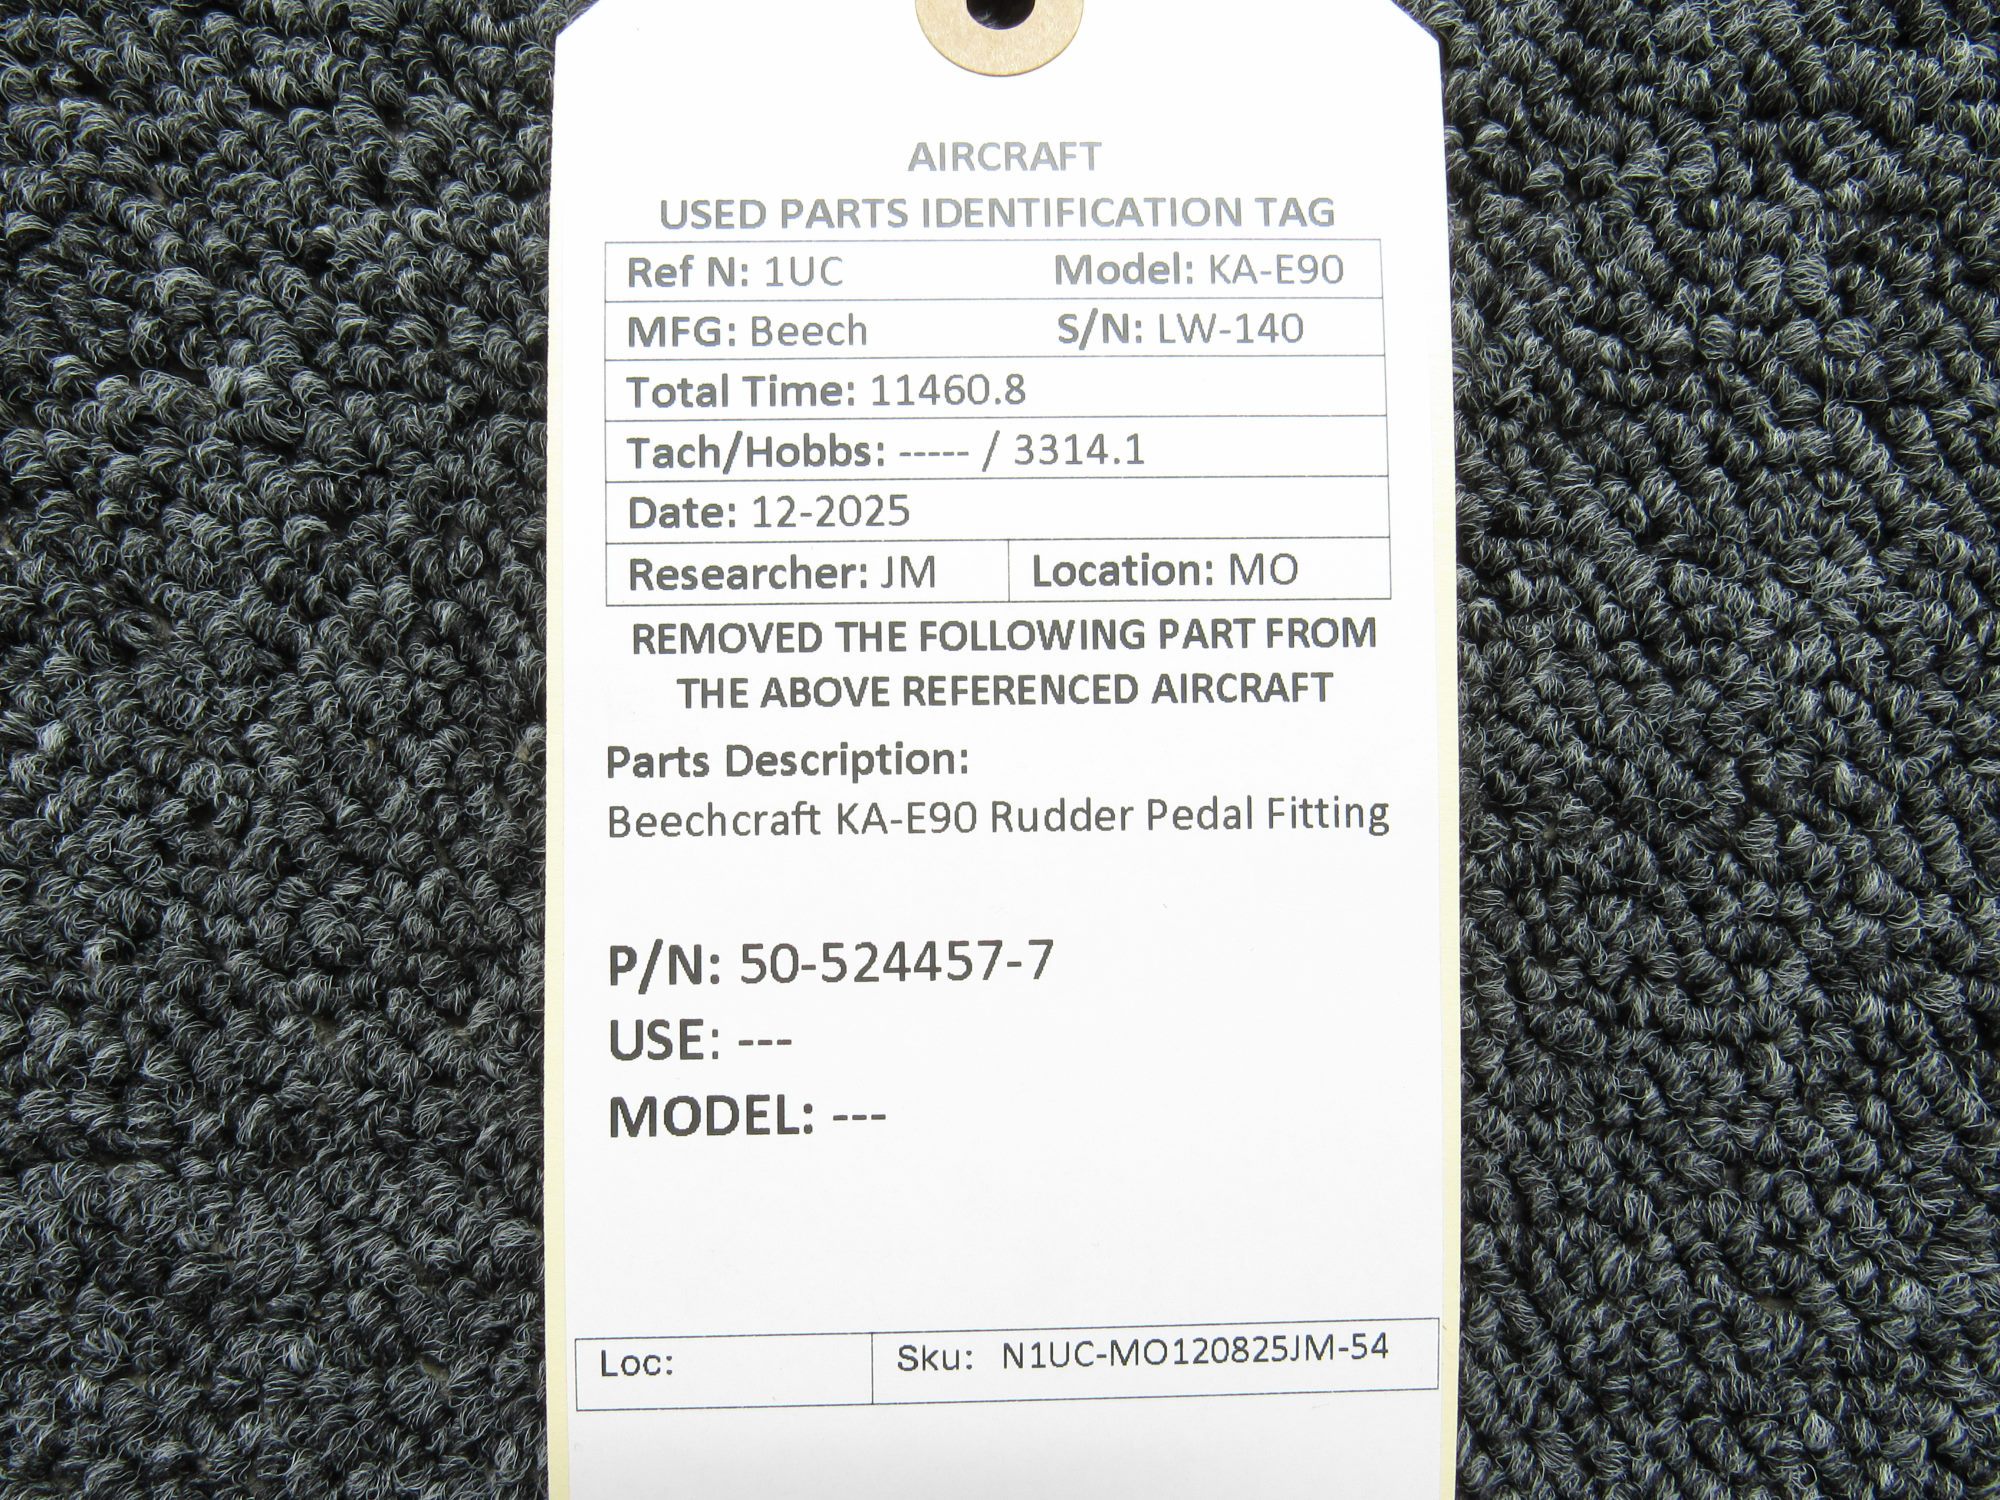 AIRCRAFT
USED PARTS IDENTIFICATION TAG
Ref N: 1UC Model: KA-E90
MFG: Beech S/N: LW-140
Total Time: 11460.8
Tach/Hobbs: ----- / 3314.1
Date: 12-2025
Researcher: JM Location: MO
REMOVED THE FOLLOWING PART FROM
THE ABOVE REFERENCED AIRCRAFT
Parts Description:
Beechcraft KA-E90 Rudder Pedal Fitting
P/N: 50-524457-7
USE: ---
MODEL: ---
Loc: Sku: N1UC-MO120825JM-54